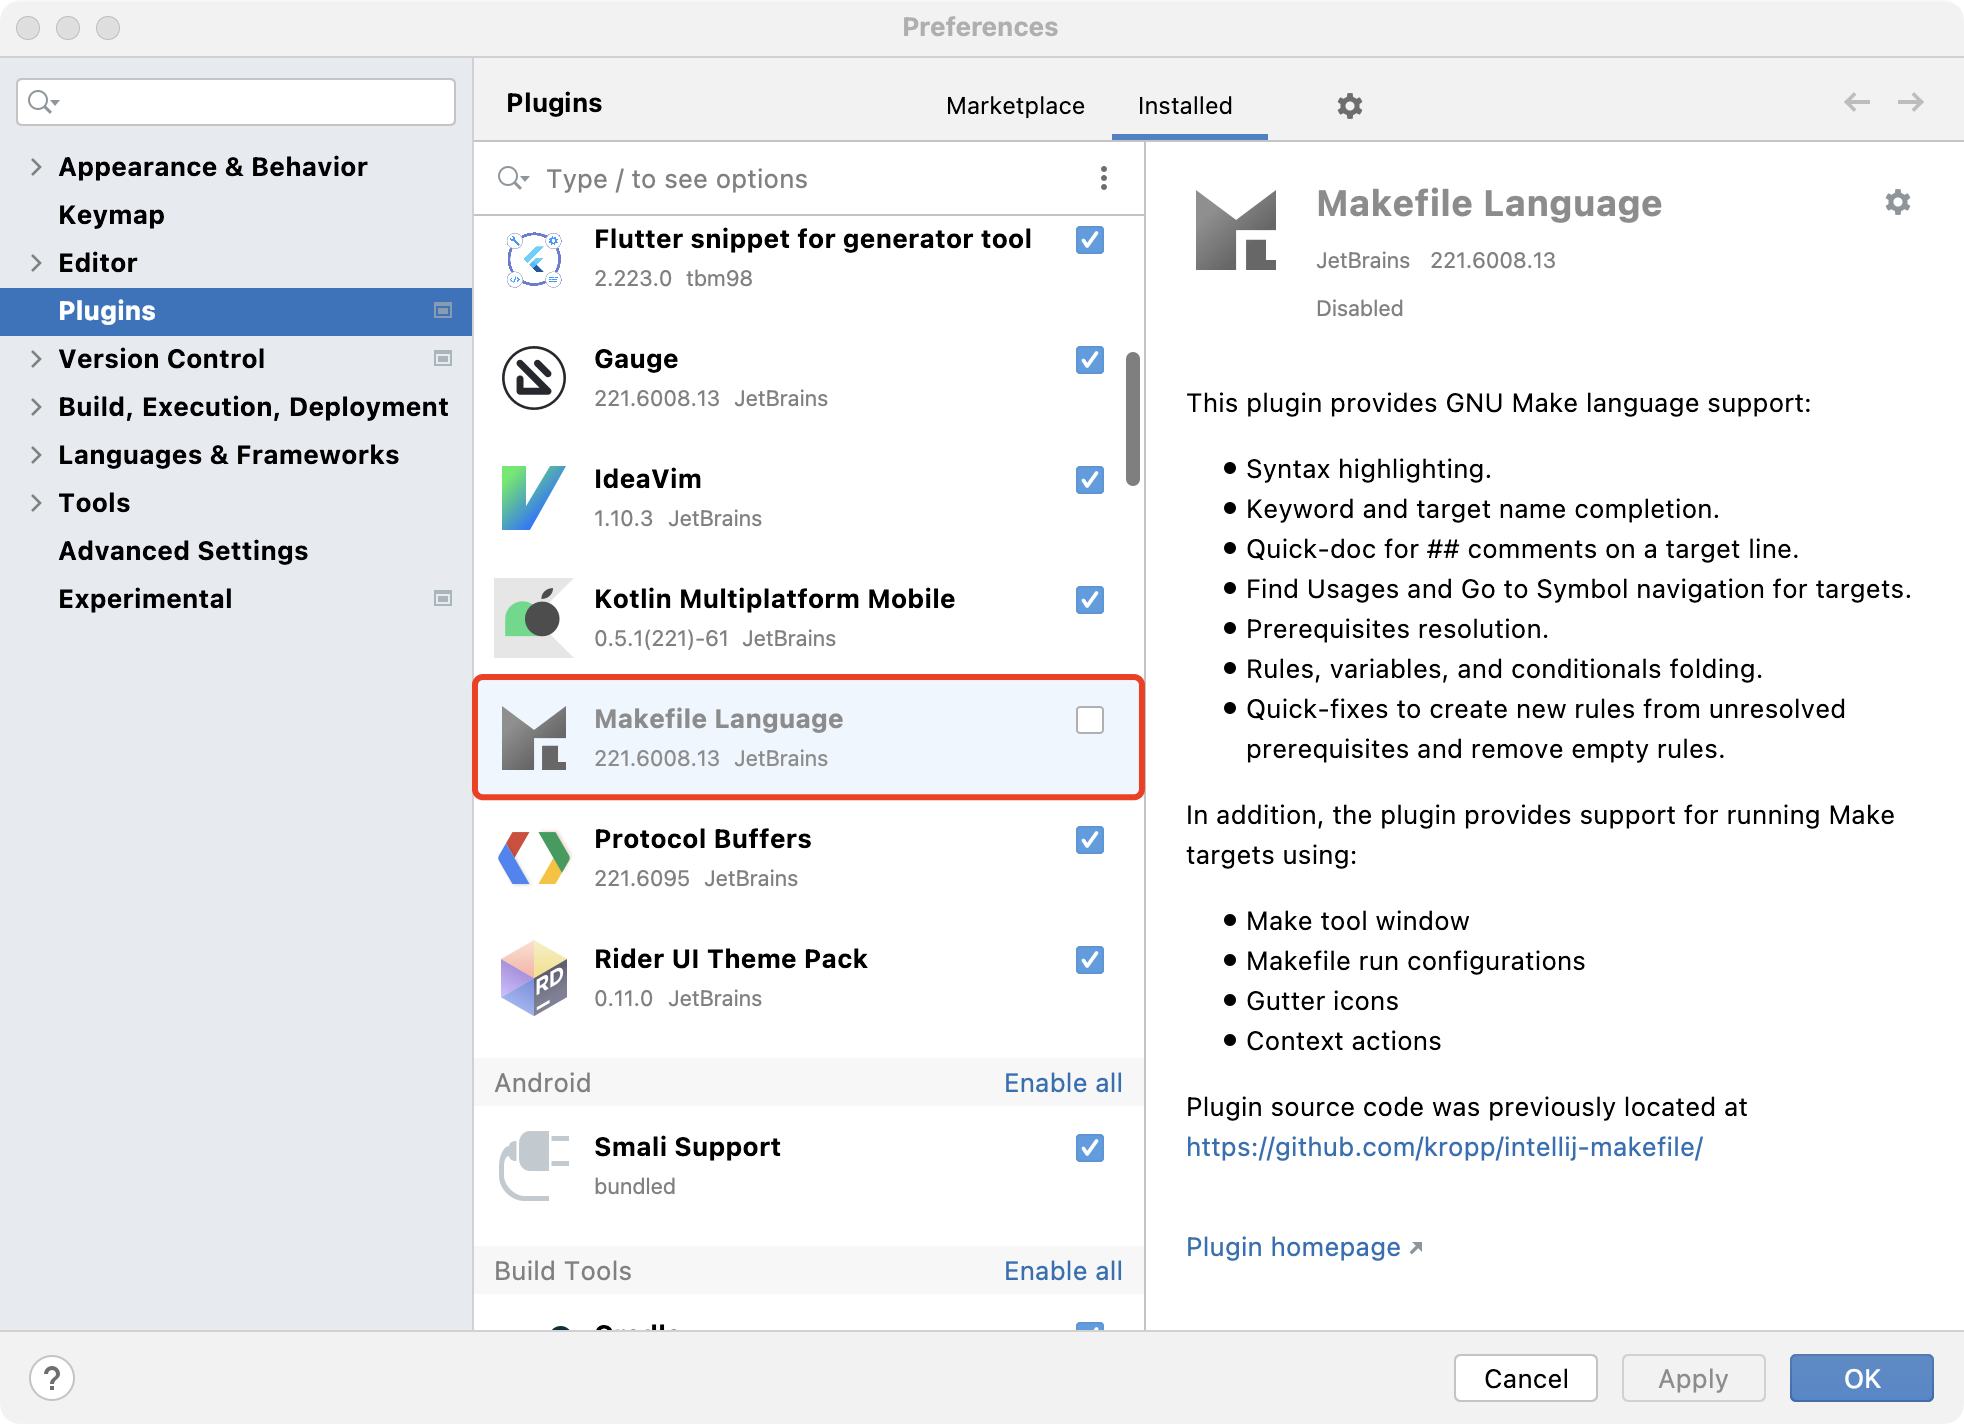 Preferences
Appearance & Behavior
Keymap
Editor
Plugins
Version Control
Build, Execution, Deployment
Languages & Frameworks
Tools
Advanced Settings
Experimental
Plugins
Marketplace
Installed
Type / to see options
Flutter snippet for generator tool
2.223.0 tbm98
Gauge
221.6008.13 JetBrains
IdeaVim
1.10.3 JetBrains
Kotlin Multiplatform Mobile
0.5.1(221)-61 JetBrains
Makefile Language
221.6008.13 JetBrains
Protocol Buffers
221.6095 JetBrains
RD
Rider UI Theme Pack
0.11.0 JetBrains
Android
Enable all
Smali Support
bundled
Build Tools
Enable all
Makefile Language
JetBrains 221.6008.13
Disabled
This plugin provides GNU Make language support:
• Syntax highlighting.
• Keyword and target name completion.
• Quick-doc for ## comments on a target line.
• Find Usages and Go to Symbol navigation for targets.
• Prerequisites resolution.
• Rules, variables, and conditionals folding.
• Quick-fixes to create new rules from unresolved
prerequisites and remove empty rules.
In addition, the plugin provides support for running Make
targets using:
• Make tool window
• Makefile run configurations
• Gutter icons
• Context actions
Plugin source code was previously located at
https://github.com/kropp/intellij-makefile/
Plugin homepage ↗
?
Cancel
Apply
OK